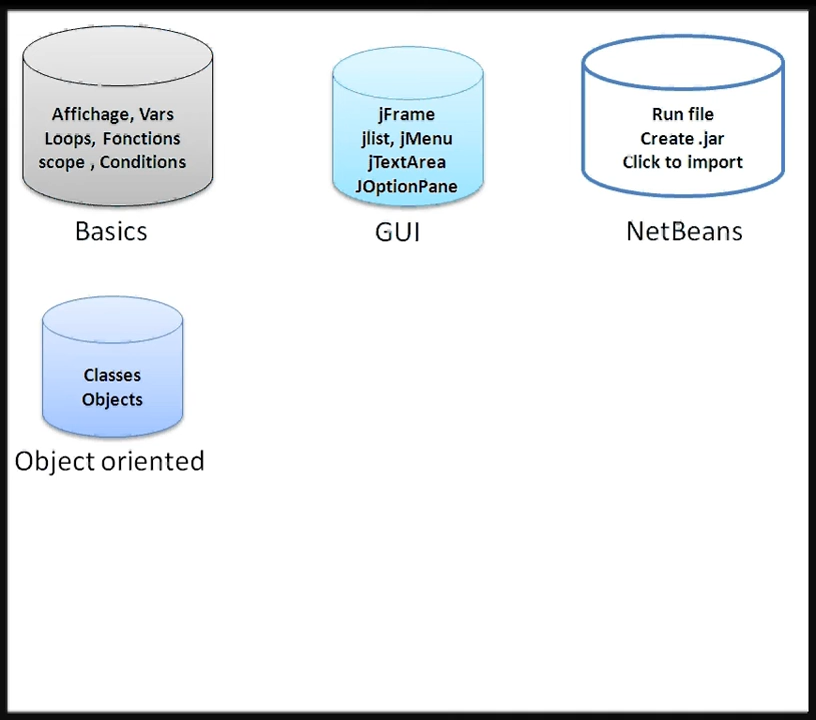 Affichage, Vars
Loops, Fonctions
scope , Conditions
Basics
jFrame
jlist, jMenu
jTextArea
JOptionPane
GUI
Run file
Create .jar
Click to import
NetBeans
Classes
Objects
Object oriented